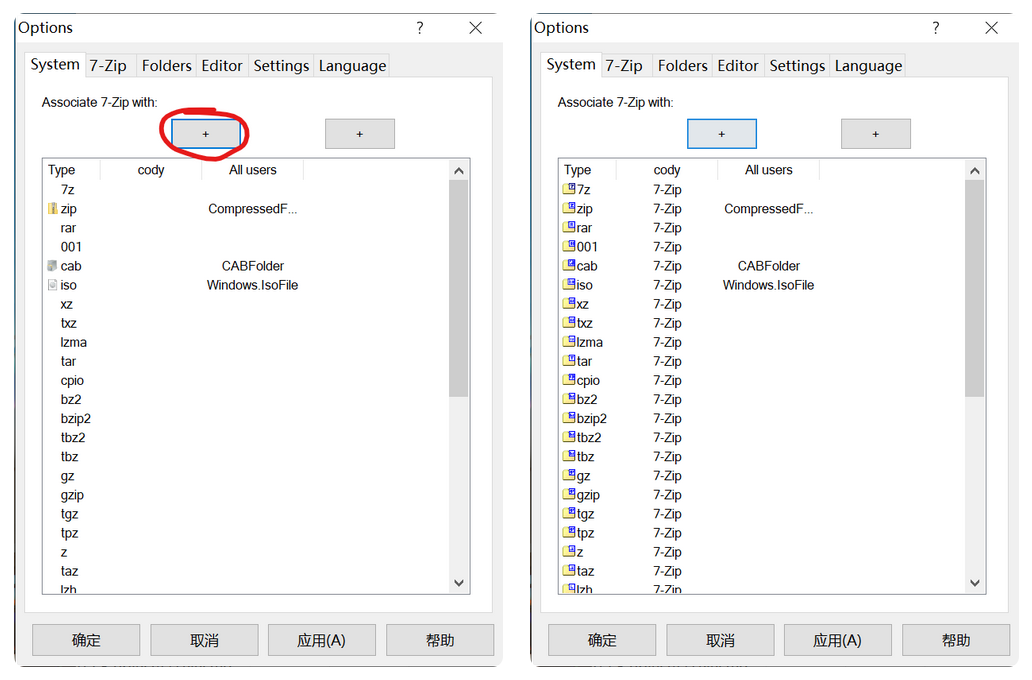 Options ? ×
System 7-Zip Folders Editor Settings Language
Associate 7-Zip with:
+ +
Type cody All users
7z
zip CompressedF...
rar
001
cab CABFolder
iso Windows.IsoFile
xz
txz
lzma
tar
cpio
bz2
bzip2
tbz2
tbz
gz
gzip
tgz
tpz
z
taz
lzh
确定 取消 应用(A) 帮助
Options ? ×
System 7-Zip Folders Editor Settings Language
Associate 7-Zip with:
+ +
Type cody All users
7z 7-Zip
zip 7-Zip CompressedF...
rar 7-Zip
001 7-Zip
cab 7-Zip CABFolder
iso 7-Zip Windows.IsoFile
xz 7-Zip
txz 7-Zip
lzma 7-Zip
tar 7-Zip
cpio 7-Zip
bz2 7-Zip
bzip2 7-Zip
tbz2 7-Zip
tbz 7-Zip
gz 7-Zip
gzip 7-Zip
tgz 7-Zip
tpz 7-Zip
z 7-Zip
taz 7-Zip
lzh 7-Zip
确定 取消 应用(A) 帮助